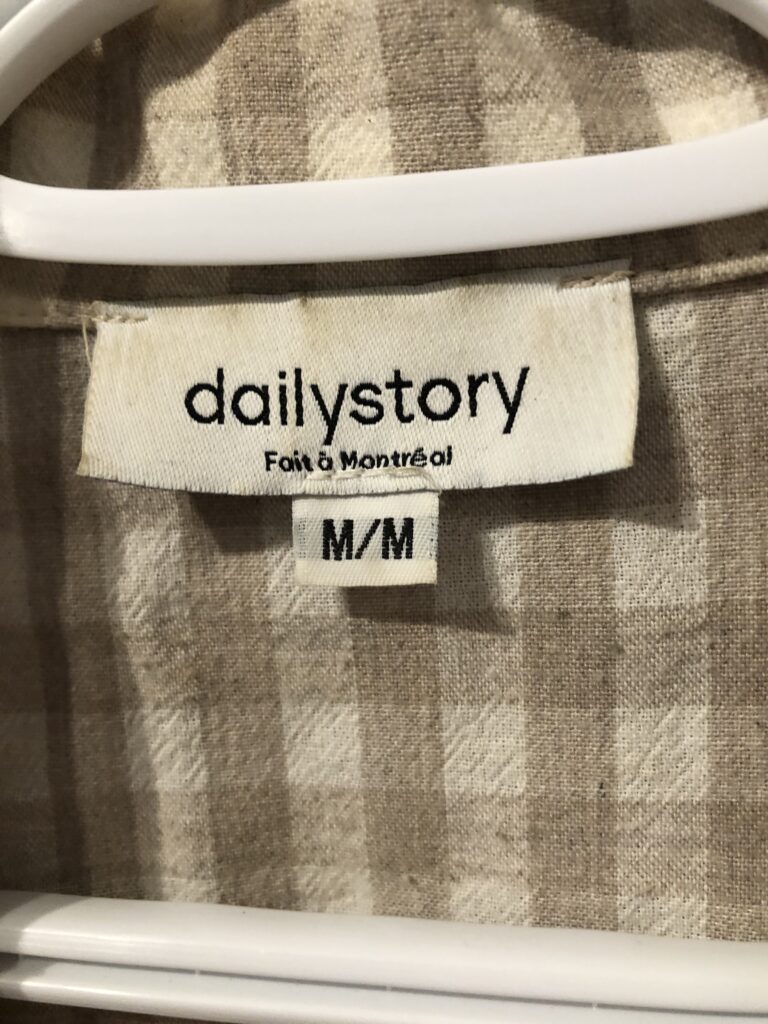 dailystory
Fait à Montréal
M/M